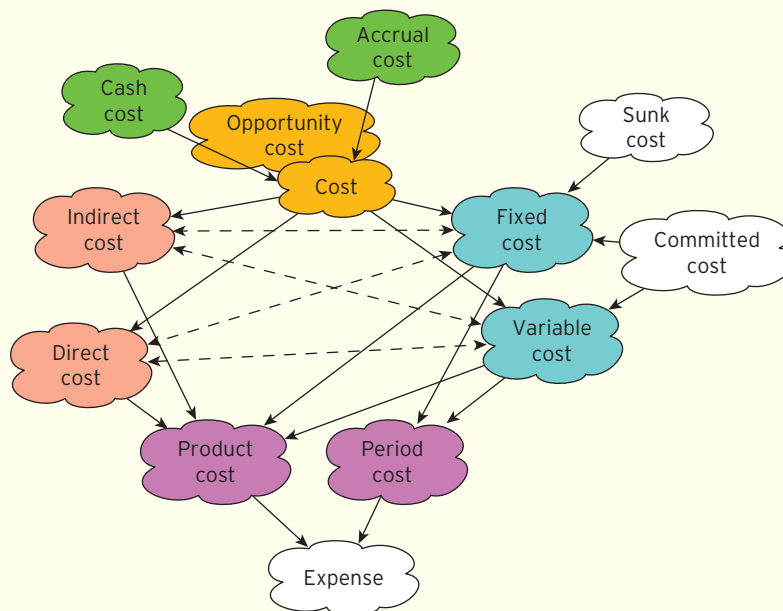 Accrual
cost
Cash
cost
Opportunity
cost
Sunk
cost
Cost
Indirect
cost
Fixed
cost
Committed
cost
Variable
cost
Direct
cost
Product
cost
Period
cost
Expense